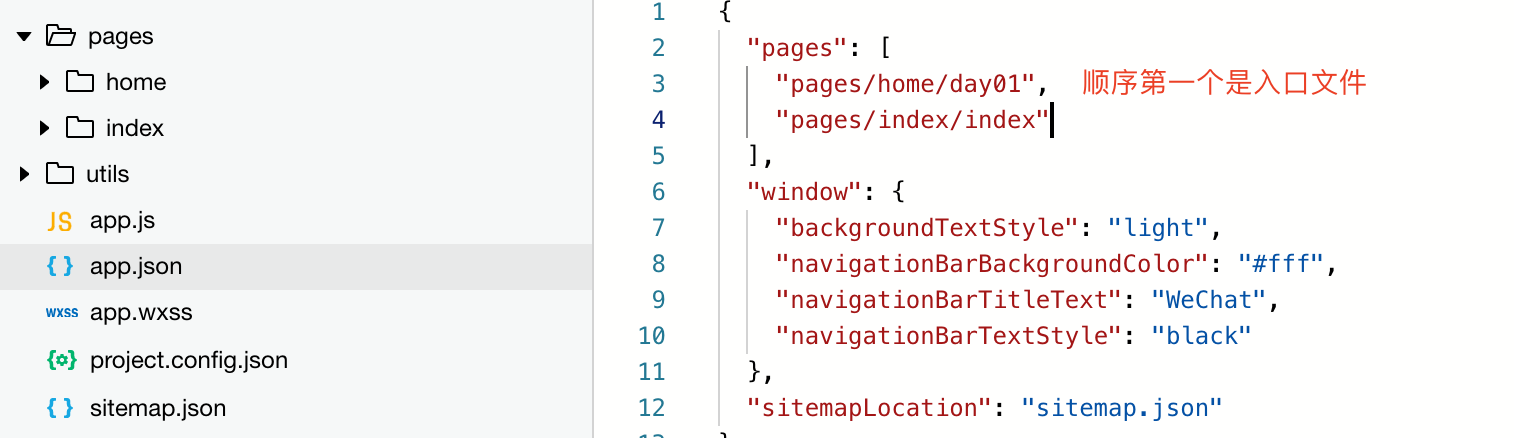 pages
home
index
utils
JS app.js
{ } app.json
wxss app.wxss
{ } project.config.json
{ } sitemap.json
1 {
2 "pages": [
3 "pages/home/day01", 顺序第一个是入口文件
4 "pages/index/index"
5 ],
6 "window": {
7 "backgroundTextStyle": "light",
8 "navigationBarBackgroundColor": "#fff",
9 "navigationBarTitleText": "WeChat",
10 "navigationBarTextStyle": "black"
11 },
12 "sitemapLocation": "sitemap.json"
13 }